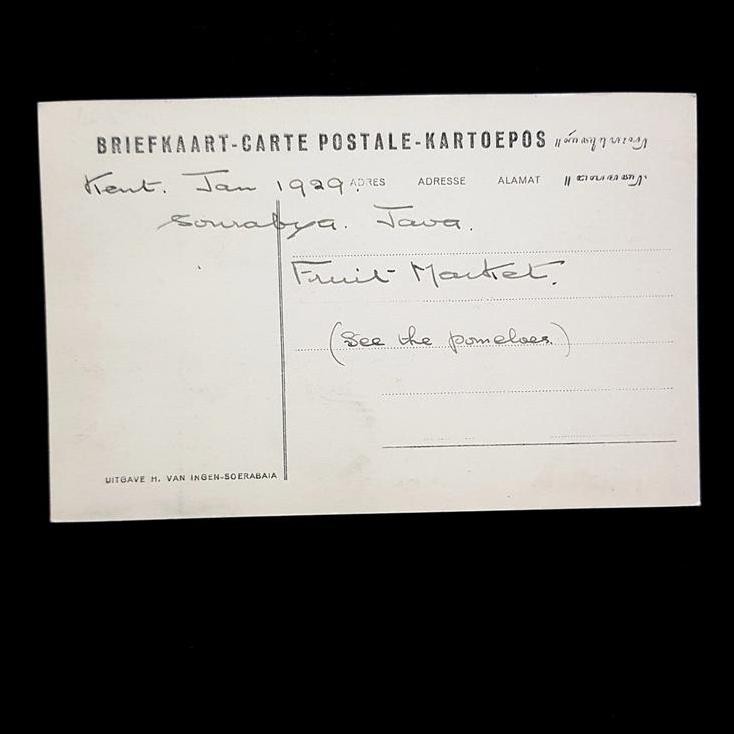 BRIEFKAART-CARTE POSTALE-KARTOEPOS
Kent. Jan 1929. ADRES ADRESSE ALAMAT
Sourabya. Java.
Fruit Market.
(See the pomeloes)
UITGAVE H. VAN INGEN-SOERABAIA